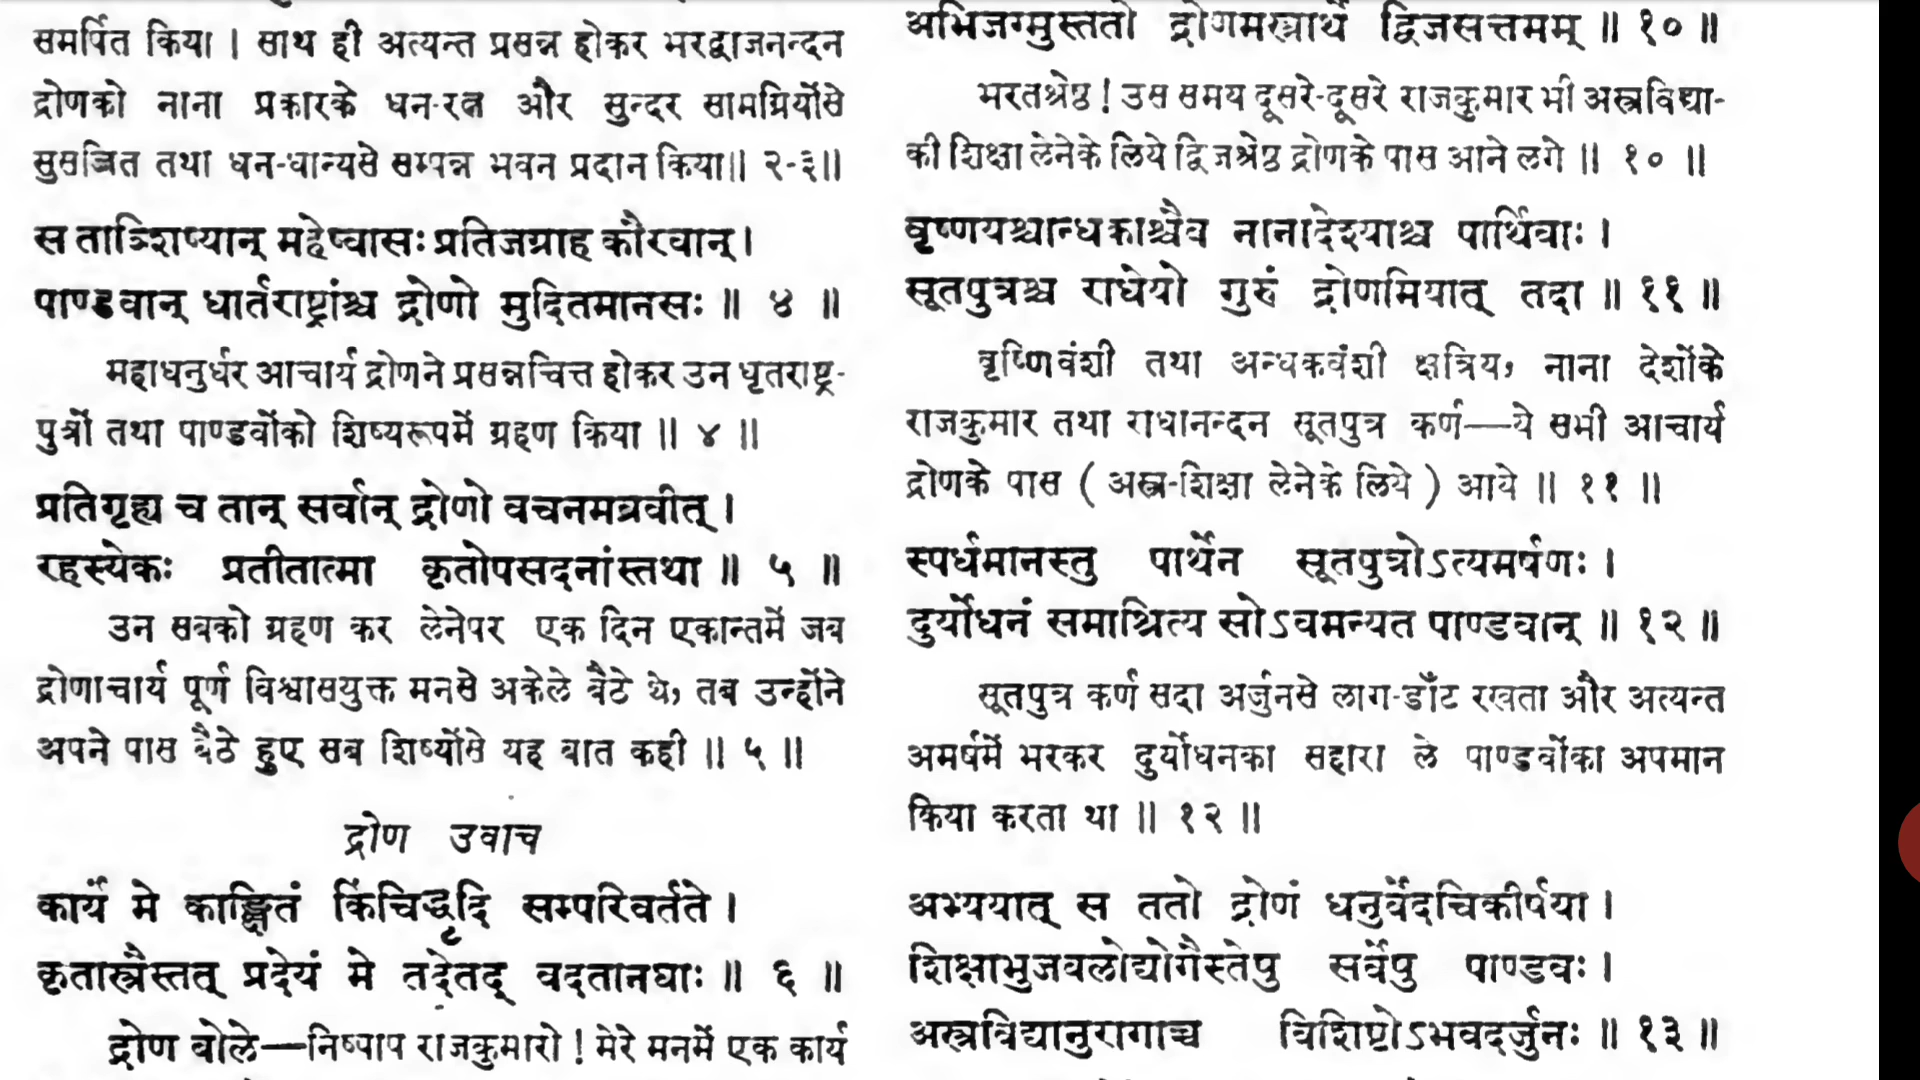 समर्पित किया । साथ ही अत्यन्त प्रसन्न होकर भरद्वाजनन्दन
द्रोणको नाना प्रकारके धन-रत्न और सुन्दर सामग्रियोंसे
सुसज्जित तथा धन-धान्यसे सम्पन्न भवन प्रदान किया॥ २-३॥
स ताञ्शिष्यान् महेष्वासः प्रतिजग्राह कौरवान्।
पाण्डवान् धार्तराष्ट्रांश्च द्रोणो मुदितमानसः ॥ ४ ॥
महाधनुर्धर आचार्य द्रोणने प्रसन्नचित्त होकर उन धृतराष्ट्र-
पुत्रों तथा पाण्डवोंको शिष्यरूपमें ग्रहण किया ॥ ४ ॥
प्रतिगृह्य च तान् सर्वान् द्रोणो वचनमब्रवीत् ।
रहस्येकः प्रतीतात्मा कृतोपसदनांस्तथा ॥ ५ ॥
उन सबको ग्रहण कर लेनेपर एक दिन एकान्तमें जब
द्रोणाचार्य पूर्ण विश्वासयुक्त मनसे अकेले बैठे थे, तब उन्होंने
अपने पास बैठे हुए सब शिष्योंसे यह बात कही ॥ ५ ॥
द्रोण उवाच
कार्यं मे काङ्क्षितं किंचिद्धृदि सम्परिवर्तते ।
कृतास्त्रैस्तत् प्रदेयं मे तदेतद् वदतानघाः ॥ ६ ॥
द्रोण बोले—निष्पाप राजकुमारो ! मेरे मनमें एक कार्य
अभिजग्मुस्ततो द्रोणमस्त्रार्थे द्विजसत्तमम् ॥ १० ॥
भरतश्रेष्ठ ! उस समय दूसरे-दूसरे राजकुमार भी अस्त्रविद्या-
की शिक्षा लेनेके लिये द्विजश्रेष्ठ द्रोणके पास आने लगे ॥ १० ॥
वृष्णयश्चान्धकाश्चैव नानादेश्याश्च पार्थिवाः ।
सूतपुत्रश्च राधेयो गुरुं द्रोणमियात् तदा ॥ ११ ॥
वृष्णिवंशी तथा अन्धकवंशी क्षत्रिय, नाना देशोंके
राजकुमार तथा राधानन्दन सूतपुत्र कर्ण—ये सभी आचार्य
द्रोणके पास ( अस्त्र-शिक्षा लेनेके लिये ) आये ॥ ११ ॥
स्पर्धमानस्तु पार्थेन सूतपुत्रोऽत्यमर्षणः ।
दुर्योधनं समाश्रित्य सोऽवमन्यत पाण्डवान् ॥ १२ ॥
सूतपुत्र कर्ण सदा अर्जुनसे लाग-डाँट रखता और अत्यन्त
अमर्षमें भरकर दुर्योधनका सहारा ले पाण्डवोंका अपमान
किया करता था ॥ १२ ॥
अभ्ययात् स ततो द्रोणं धनुर्वेदचिकीर्षया ।
शिक्षाभुजबलोद्योगैस्तेषु सर्वेषु पाण्डवः ।
अस्त्रविद्यानुरागाच्च विशिष्टोऽभवदर्जुनः ॥ १३ ॥